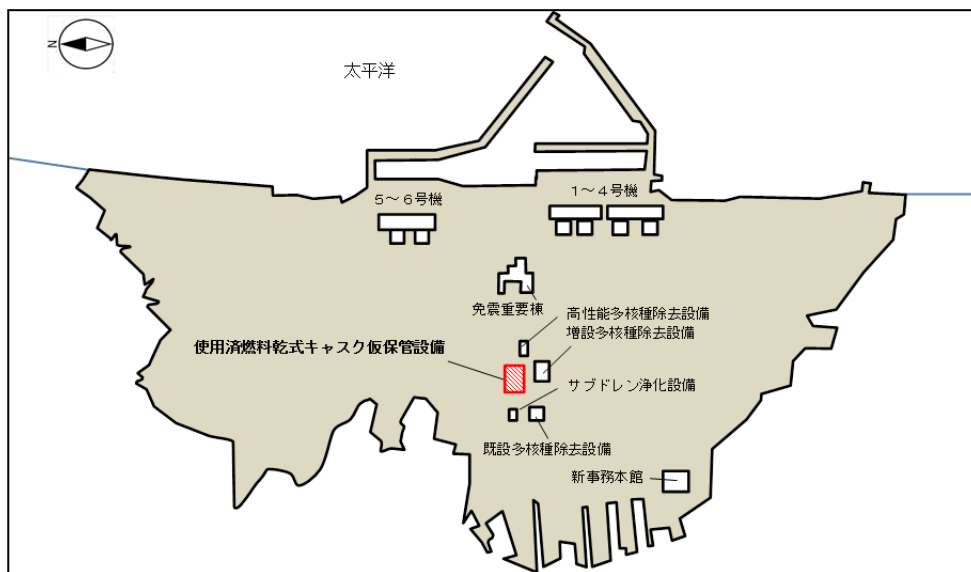 N
太平洋
5～6号機
1～4号機
免震重要棟
高性能多核種除去設備
増設多核種除去設備
使用済燃料乾式キャスク仮保管設備
サブドレン浄化設備
既設多核種除去設備
新事務本館